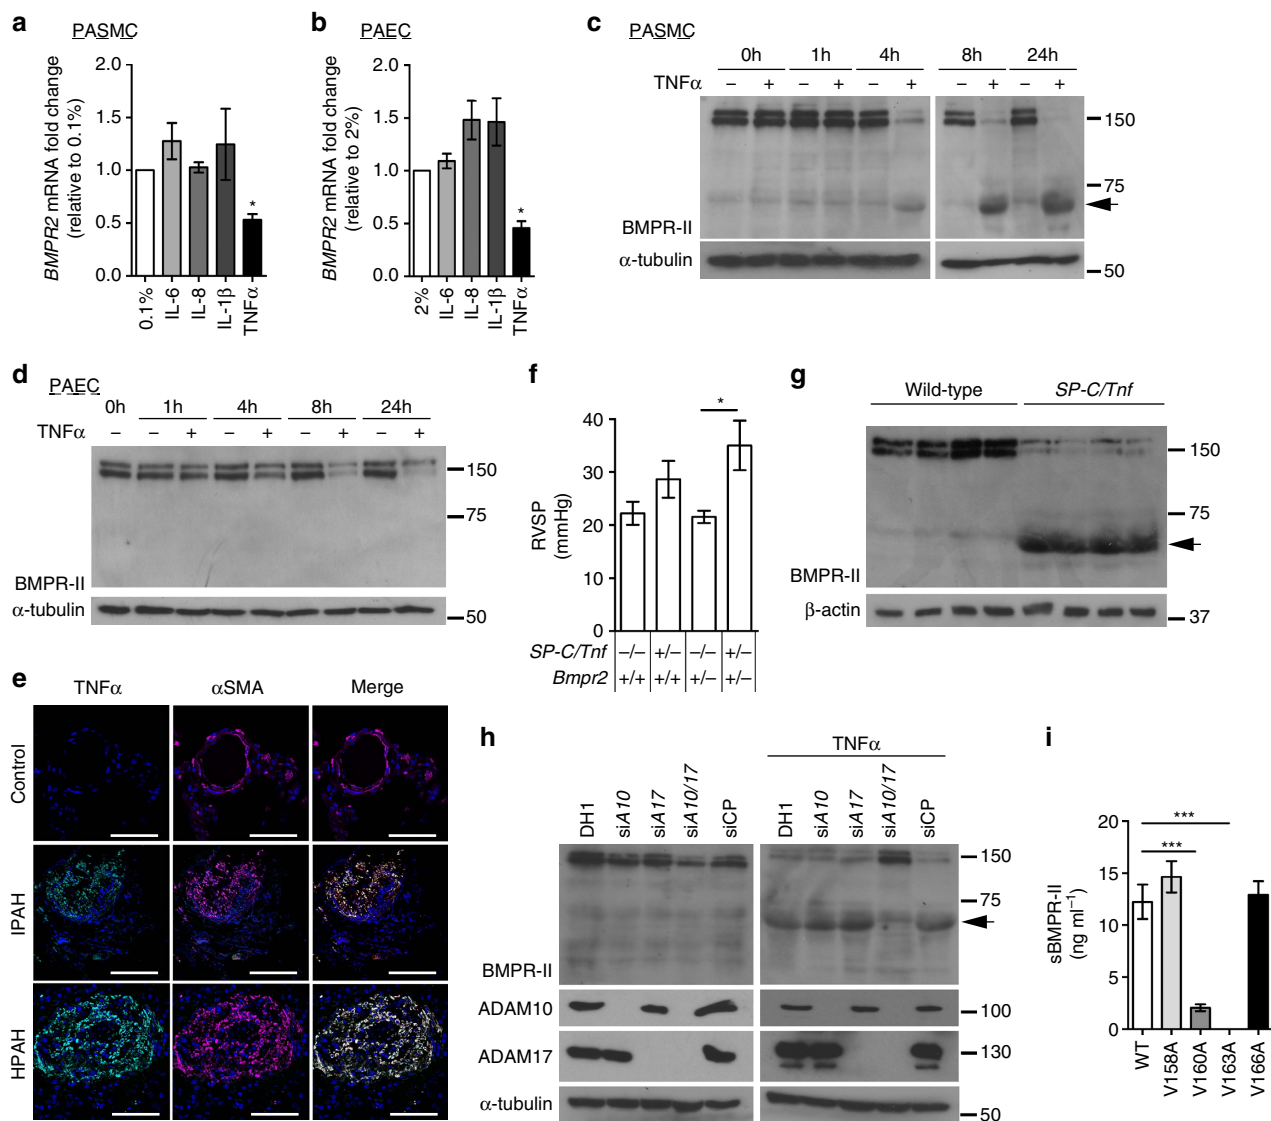 a
PASMC
BMPR2 mRNA fold change
(relative to 0.1%)
2.0
1.5
1.0
0.5
0.0
0.1%
IL-6
IL-8
IL-1β
TNFα
*
b
PAEC
BMPR2 mRNA fold change
(relative to 2%)
2.0
1.5
1.0
0.5
0.0
2%
IL-6
IL-8
IL-1β
TNFα
*
c
PASMC
0h 1h 4h 8h 24h
TNFα – + – + – + – + – +
150
75
BMPR-II
α-tubulin
50
d
PAEC
0h 1h 4h 8h 24h
TNFα – – + – + – + – +
150
75
BMPR-II
α-tubulin
50
e
TNFα αSMA Merge
Control
IPAH
HPAH
f
RVSP
(mmHg)
40
30
20
10
0
*
SP-C/Tnf –/– +/– –/– +/–
Bmpr2 +/+ +/+ +/– +/–
g
Wild-type SP-C/Tnf
150
75
BMPR-II
β-actin
37
h
TNFα
DH1 siA10 siA17 siA10/17 siCP DH1 siA10 siA17 siA10/17 siCP
150
75
BMPR-II
ADAM10
100
ADAM17
130
α-tubulin
50
i
sBMPR-II
(ng ml⁻¹)
20
15
10
5
0
***
***
WT
V158A
V160A
V163A
V166A